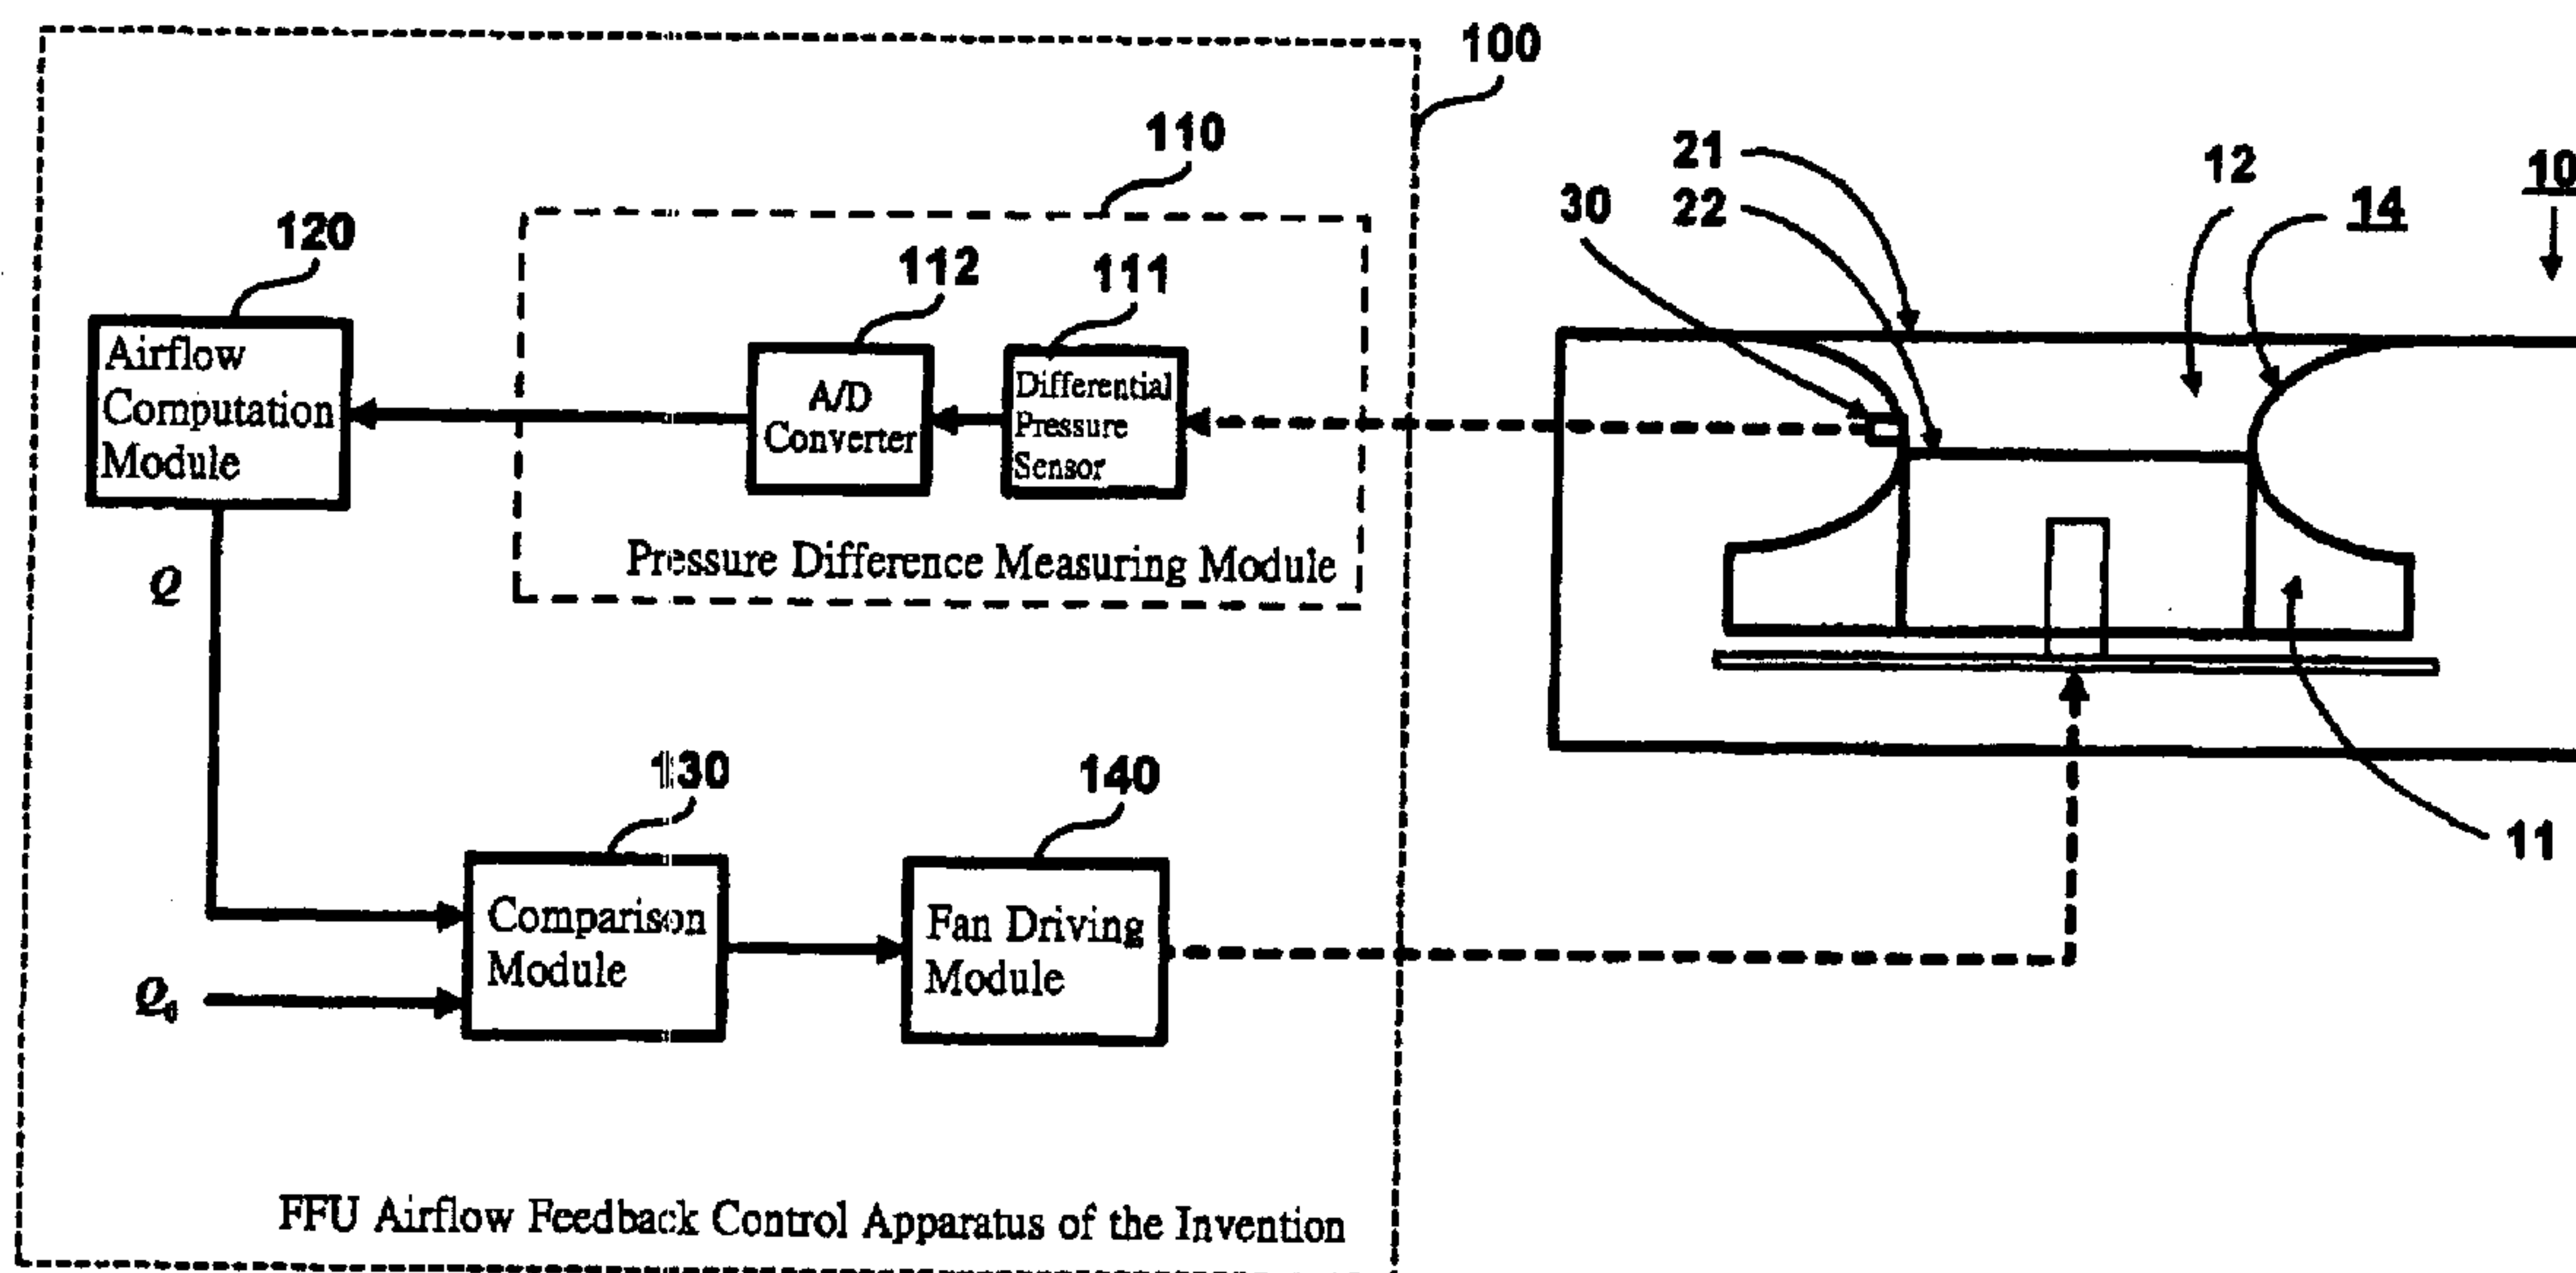 100
110
21
12
10
30
22
14
120
112
111
Airflow
Computation
Module
A/D
Converter
Differential
Pressure
Sensor
Pressure Difference Measuring Module
Q
130
140
11
Comparison
Module
Fan Driving
Module
Q₀
FFU Airflow Feedback Control Apparatus of the Invention